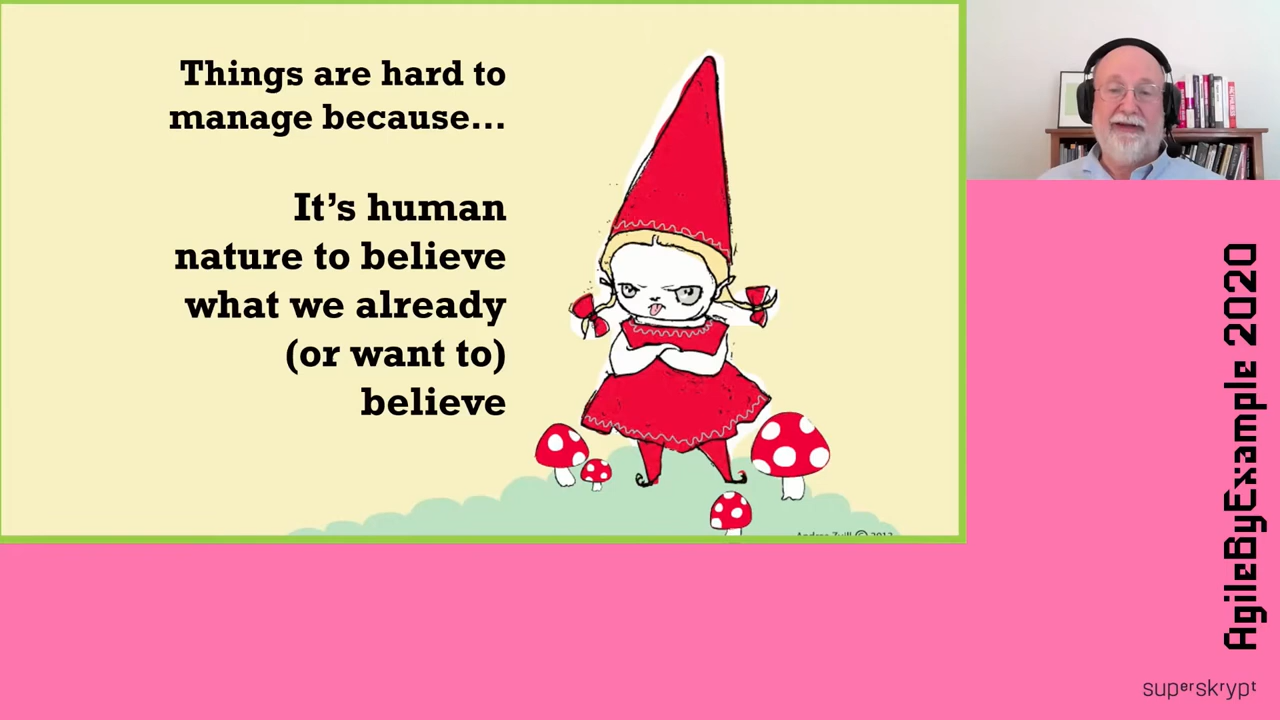 Things are hard to
manage because...
It's human
nature to believe
what we already
(or want to)
believe
AgileByExample 2020
superskrypt